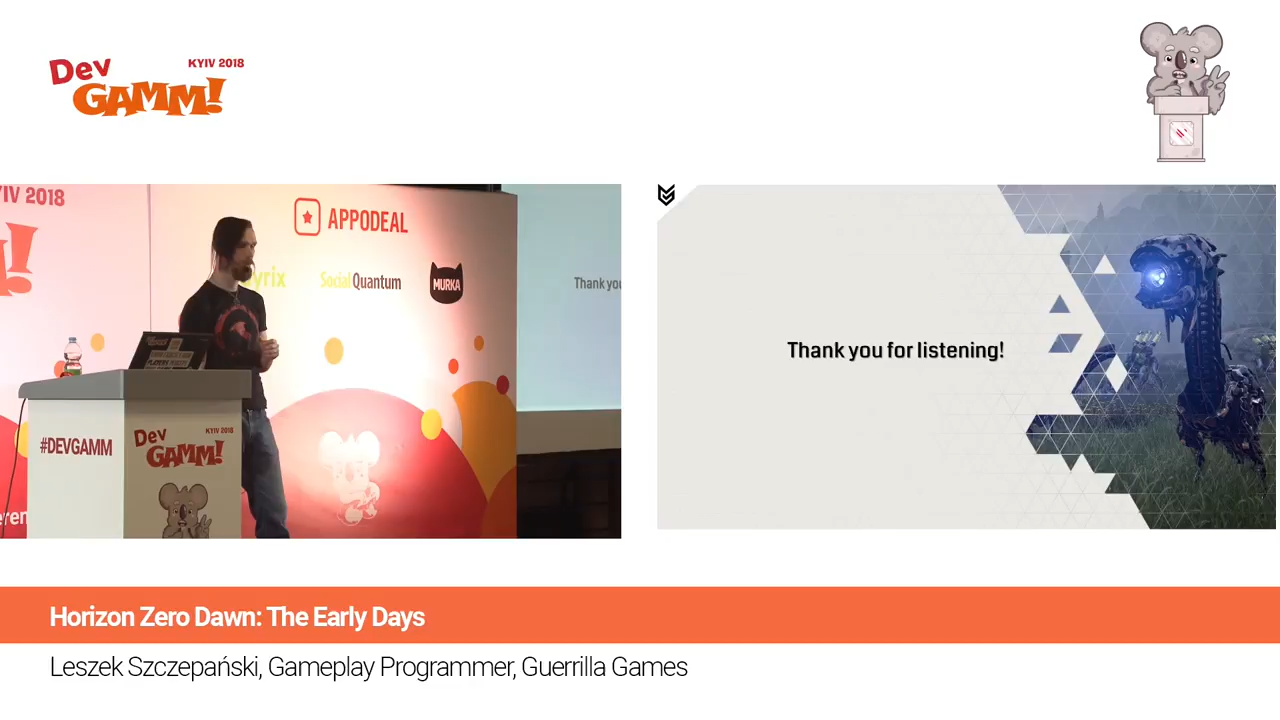 Dev
GAMM!
KYIV 2018
IV 2018
APPODEAL
yrix
Social Quantum
MURKA
Thank you
#DEVGAMM
Dev
GAMM!
KYIV 2018
Thank you for listening!
Horizon Zero Dawn: The Early Days
Leszek Szczepański, Gameplay Programmer, Guerrilla Games